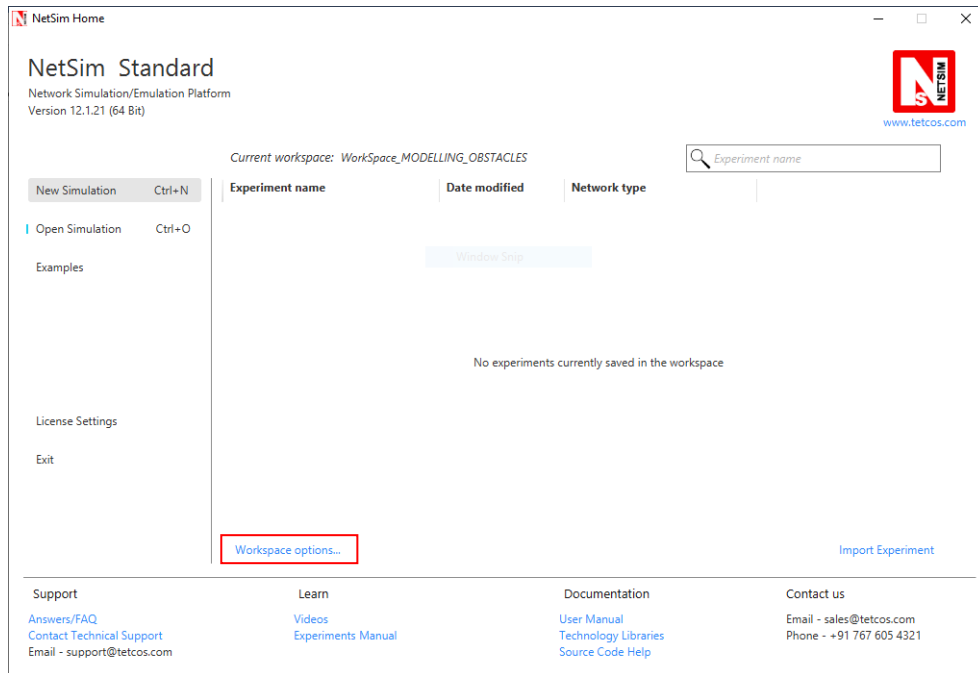 NetSim Home
NetSim Standard
Network Simulation/Emulation Platform
Version 12.1.21 (64 Bit)
NS NETSIM
www.tetcos.com
Current workspace: WorkSpace_MODELLING_OBSTACLES
Experiment name
New Simulation Ctrl+N
Open Simulation Ctrl+O
Examples
License Settings
Exit
Experiment name Date modified Network type
Window Snip
No experiments currently saved in the workspace
Workspace options...
Import Experiment
Support
Answers/FAQ
Contact Technical Support
Email - support@tetcos.com
Learn
Videos
Experiments Manual
Documentation
User Manual
Technology Libraries
Source Code Help
Contact us
Email - sales@tetcos.com
Phone - +91 767 605 4321